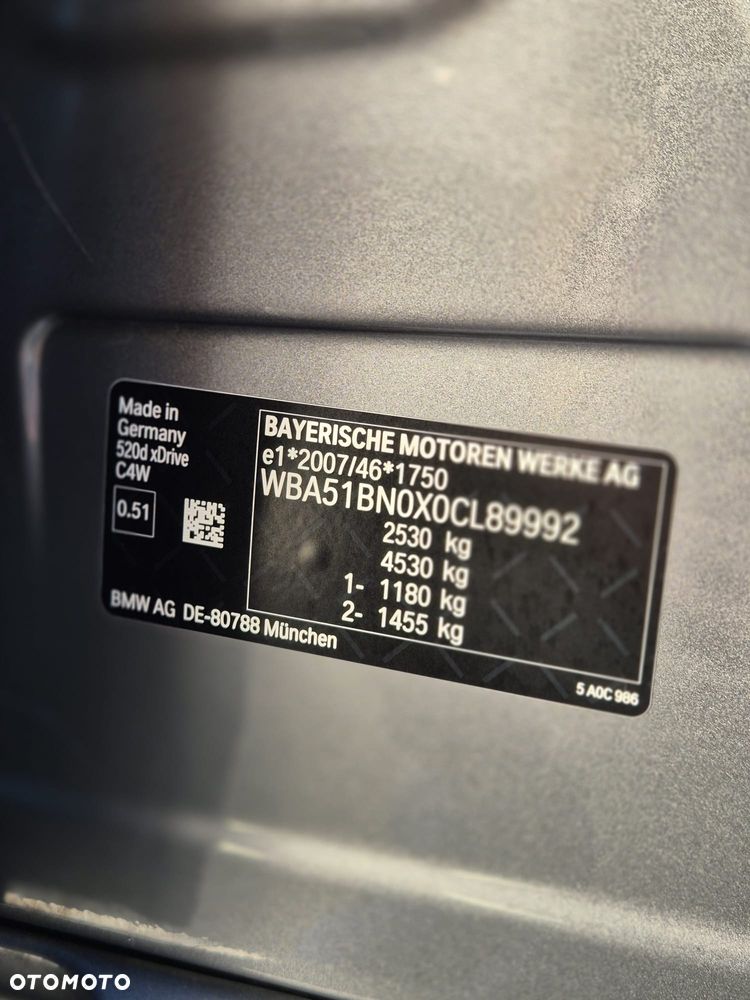 Made in
Germany
520d xDrive
C4W
0.51
BAYERISCHE MOTOREN WERKE AG
e1*2007/46*1750
WBA51BN0X0CL89992
2530 kg
4530 kg
1- 1180 kg
2- 1455 kg
BMW AG DE-80788 München
5 A0C 986
OTOMOTO